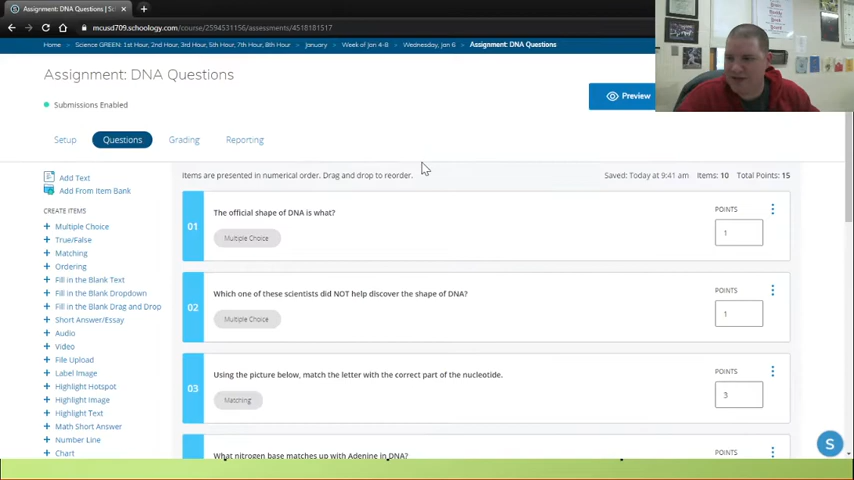 Assignment: DNA Questions | S
mcusd709.schoology.com/course/2594531156/assessments/4518181517
Home
Science GREEN: 1st Hour, 2nd Hour, 3rd Hour, 5th Hour, 7th Hour, 8th Hour
January
Week of Jan 4-8
Wednesday, Jan 6
Assignment: DNA Questions
Assignment: DNA Questions
Submissions Enabled
Preview
Setup
Questions
Grading
Reporting
Add Text
Add From Item Bank
CREATE ITEMS
+ Multiple Choice
+ True/False
+ Matching
+ Ordering
+ Fill in the Blank Text
+ Fill in the Blank Dropdown
+ Fill in the Blank Drag and Drop
+ Short Answer/Essay
+ Audio
+ Video
+ File Upload
+ Label Image
+ Highlight Hotspot
+ Highlight Image
+ Highlight Text
+ Math Short Answer
+ Number Line
+ Chart
Items are presented in numerical order. Drag and drop to reorder.
Saved: Today at 9:41 am Items: 10 Total Points: 15
01
The official shape of DNA is what?
Multiple Choice
POINTS
1
02
Which one of these scientists did NOT help discover the shape of DNA?
Multiple Choice
POINTS
1
03
Using the picture below, match the letter with the correct part of the nucleotide.
Matching
POINTS
3
What nitrogen base matches up with Adenine in DNA?
POINTS
S